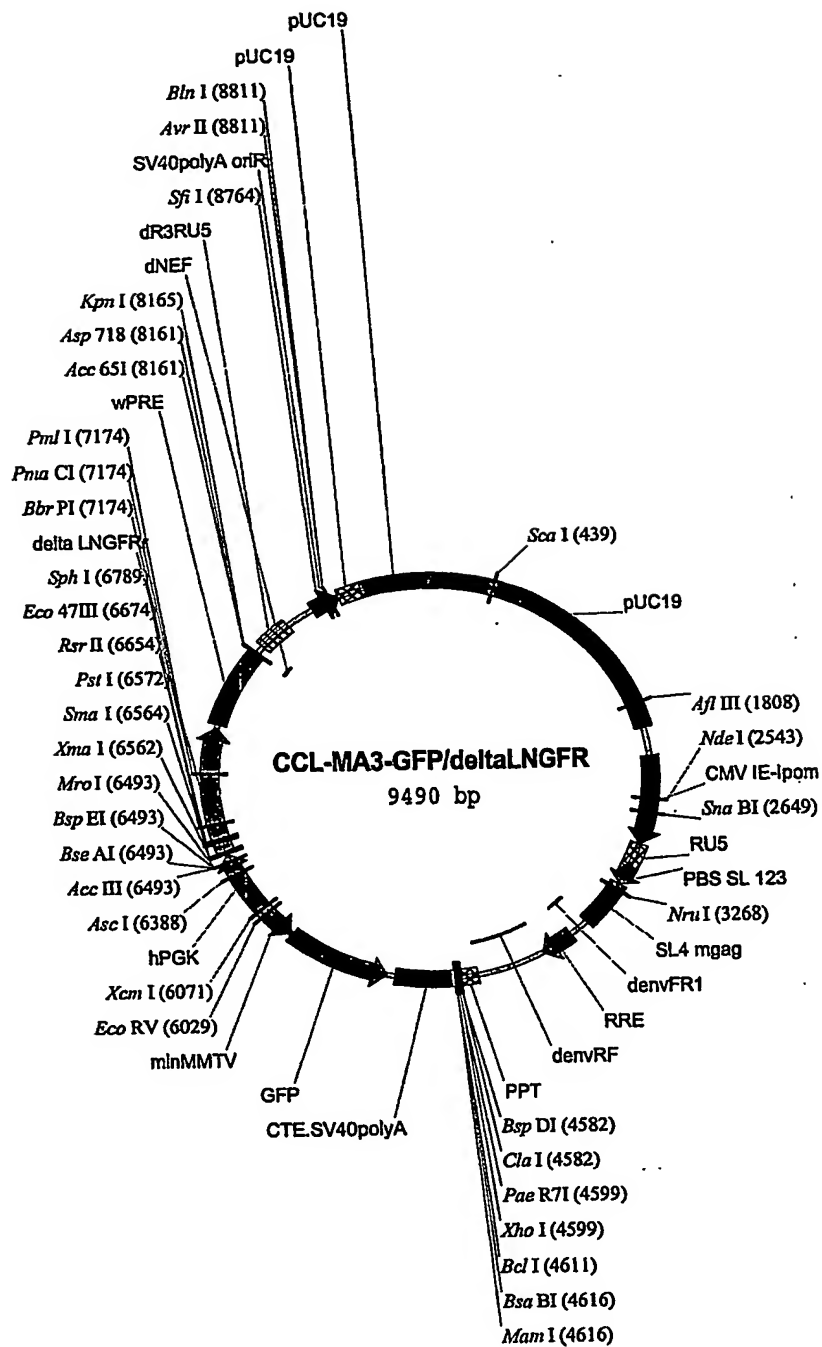 pUC19
pUC19
Bln I (8811)
Avr II (8811)
SV40polyA oriR
Sfi I (8764)
dR3RU5
dNEF
Kpn I (8165)
Asp 718 (8161)
Acc 65I (8161)
wPRE
Pml I (7174)
Pma CI (7174)
Bbr PI (7174)
delta LNGFR
Sph I (6789)
Eco 47III (6674)
Rsr II (6654)
Pst I (6572)
Sma I (6564)
Xma I (6562)
Mro I (6493)
Bsp EI (6493)
Bse AI (6493)
Acc III (6493)
Asc I (6388)
hPGK
Xcm I (6071)
Eco RV (6029)
minMMTV
GFP
CTE.SV40polyA
Sca I (439)
pUC19
Afl III (1808)
Nde I (2543)
CMV IE-lpom
Sna BI (2649)
RU5
PBS SL 123
Nru I (3268)
SL4 mgag
denvFR1
RRE
denvRF
PPT
Bsp DI (4582)
Cla I (4582)
Pae R7I (4599)
Xho I (4599)
Bcl I (4611)
Bsa BI (4616)
Mam I (4616)
CCL-MA3-GFP/deltaLNGFR
9490 bp